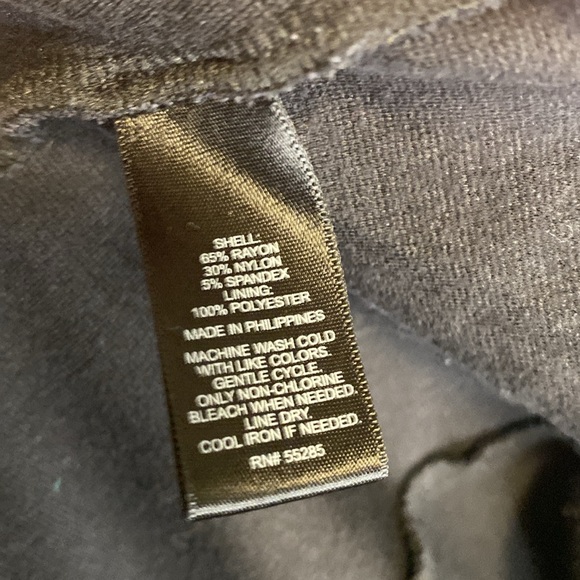 SHELL:
65% RAYON
30% NYLON
5% SPANDEX
LINING:
100% POLYESTER
MADE IN PHILIPPINES
MACHINE WASH COLD
WITH LIKE COLORS.
GENTLE CYCLE.
ONLY NON-CHLORINE
BLEACH WHEN NEEDED.
LINE DRY.
COOL IRON IF NEEDED.
RN# 55285